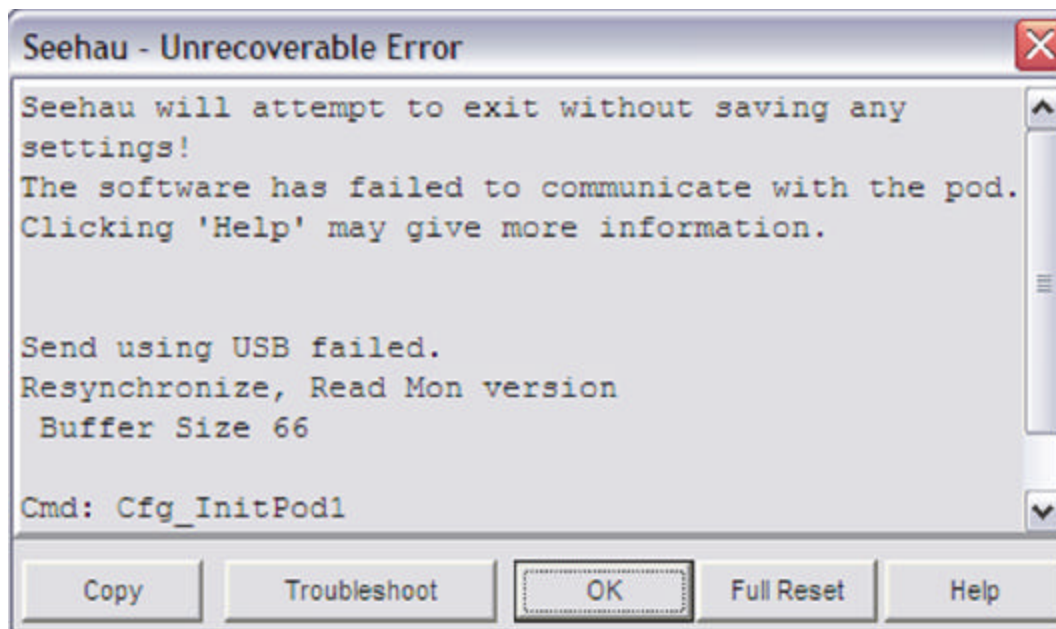 Seehau - Unrecoverable Error
Seehau will attempt to exit without saving any
settings!
The software has failed to communicate with the pod.
Clicking 'Help' may give more information.
Send using USB failed.
Resynchronize, Read Mon version
Buffer Size 66
Cmd: Cfg_InitPod1
Copy Troubleshoot OK Full Reset Help